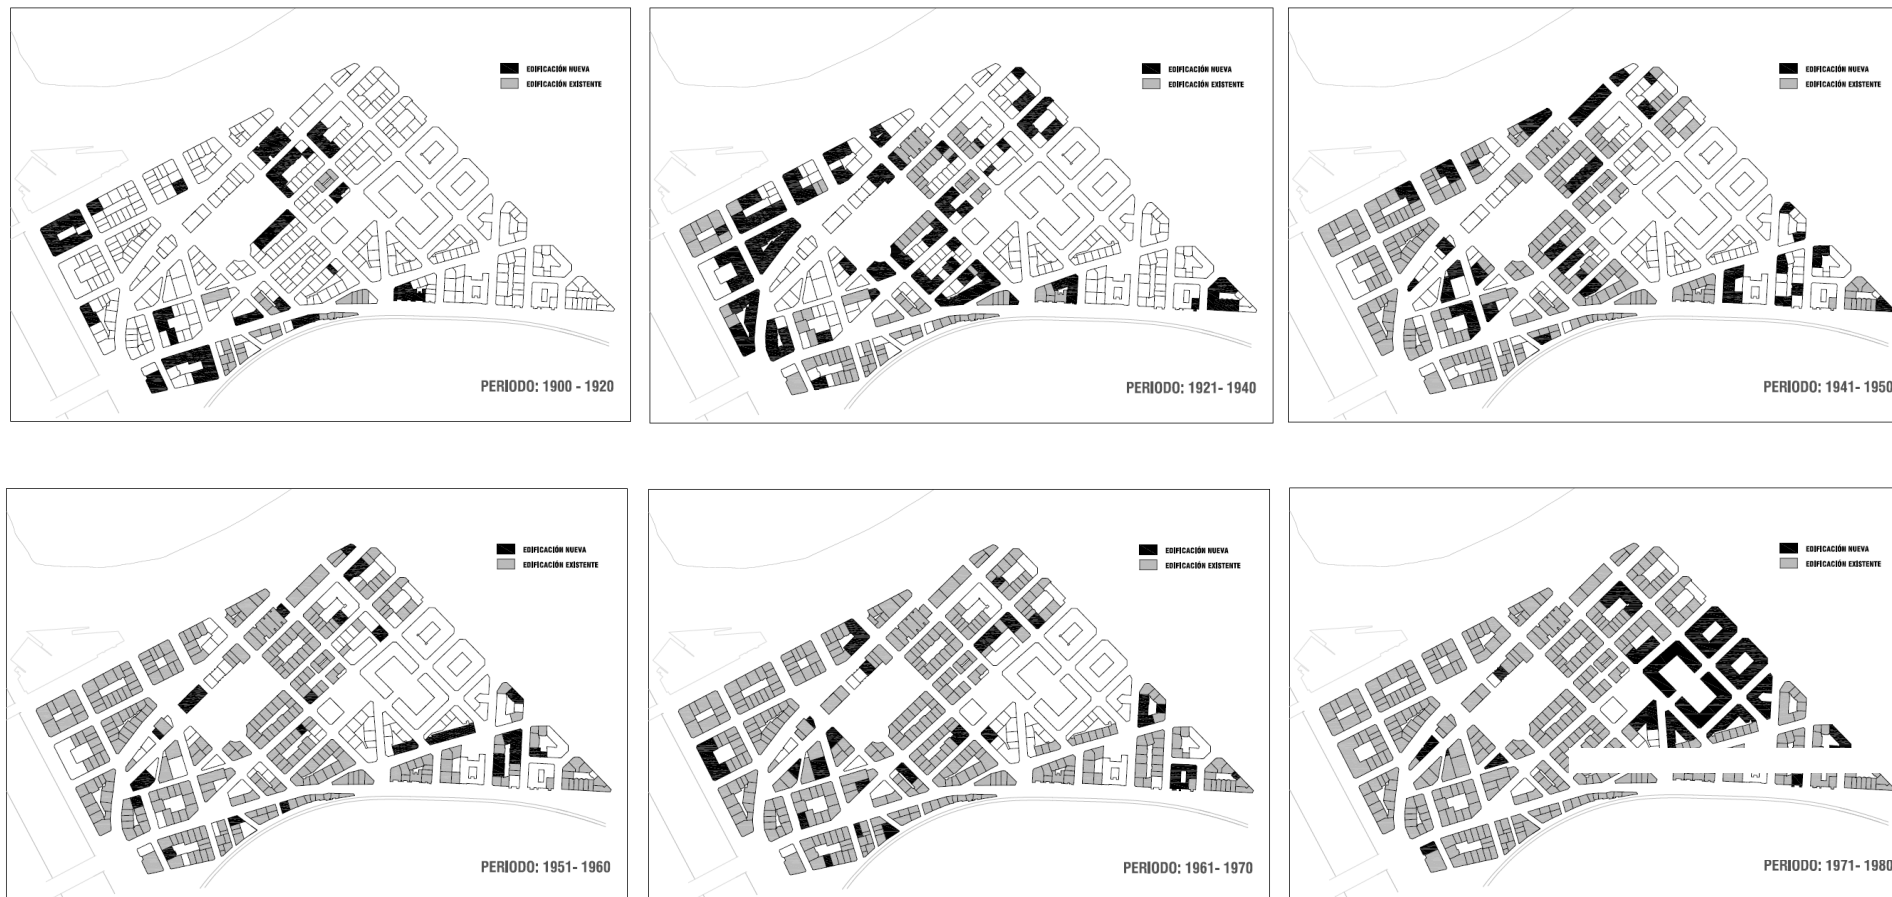 EDIFICACIÓN NUEVA
EDIFICACIÓN EXISTENTE
PERIODO: 1900 - 1920
EDIFICACIÓN NUEVA
EDIFICACIÓN EXISTENTE
PERIODO: 1921- 1940
EDIFICACIÓN NUEVA
EDIFICACIÓN EXISTENTE
PERIODO: 1941- 1950
EDIFICACIÓN NUEVA
EDIFICACIÓN EXISTENTE
PERIODO: 1951- 1960
EDIFICACIÓN NUEVA
EDIFICACIÓN EXISTENTE
PERIODO: 1961- 1970
EDIFICACIÓN NUEVA
EDIFICACIÓN EXISTENTE
PERIODO: 1971- 1980